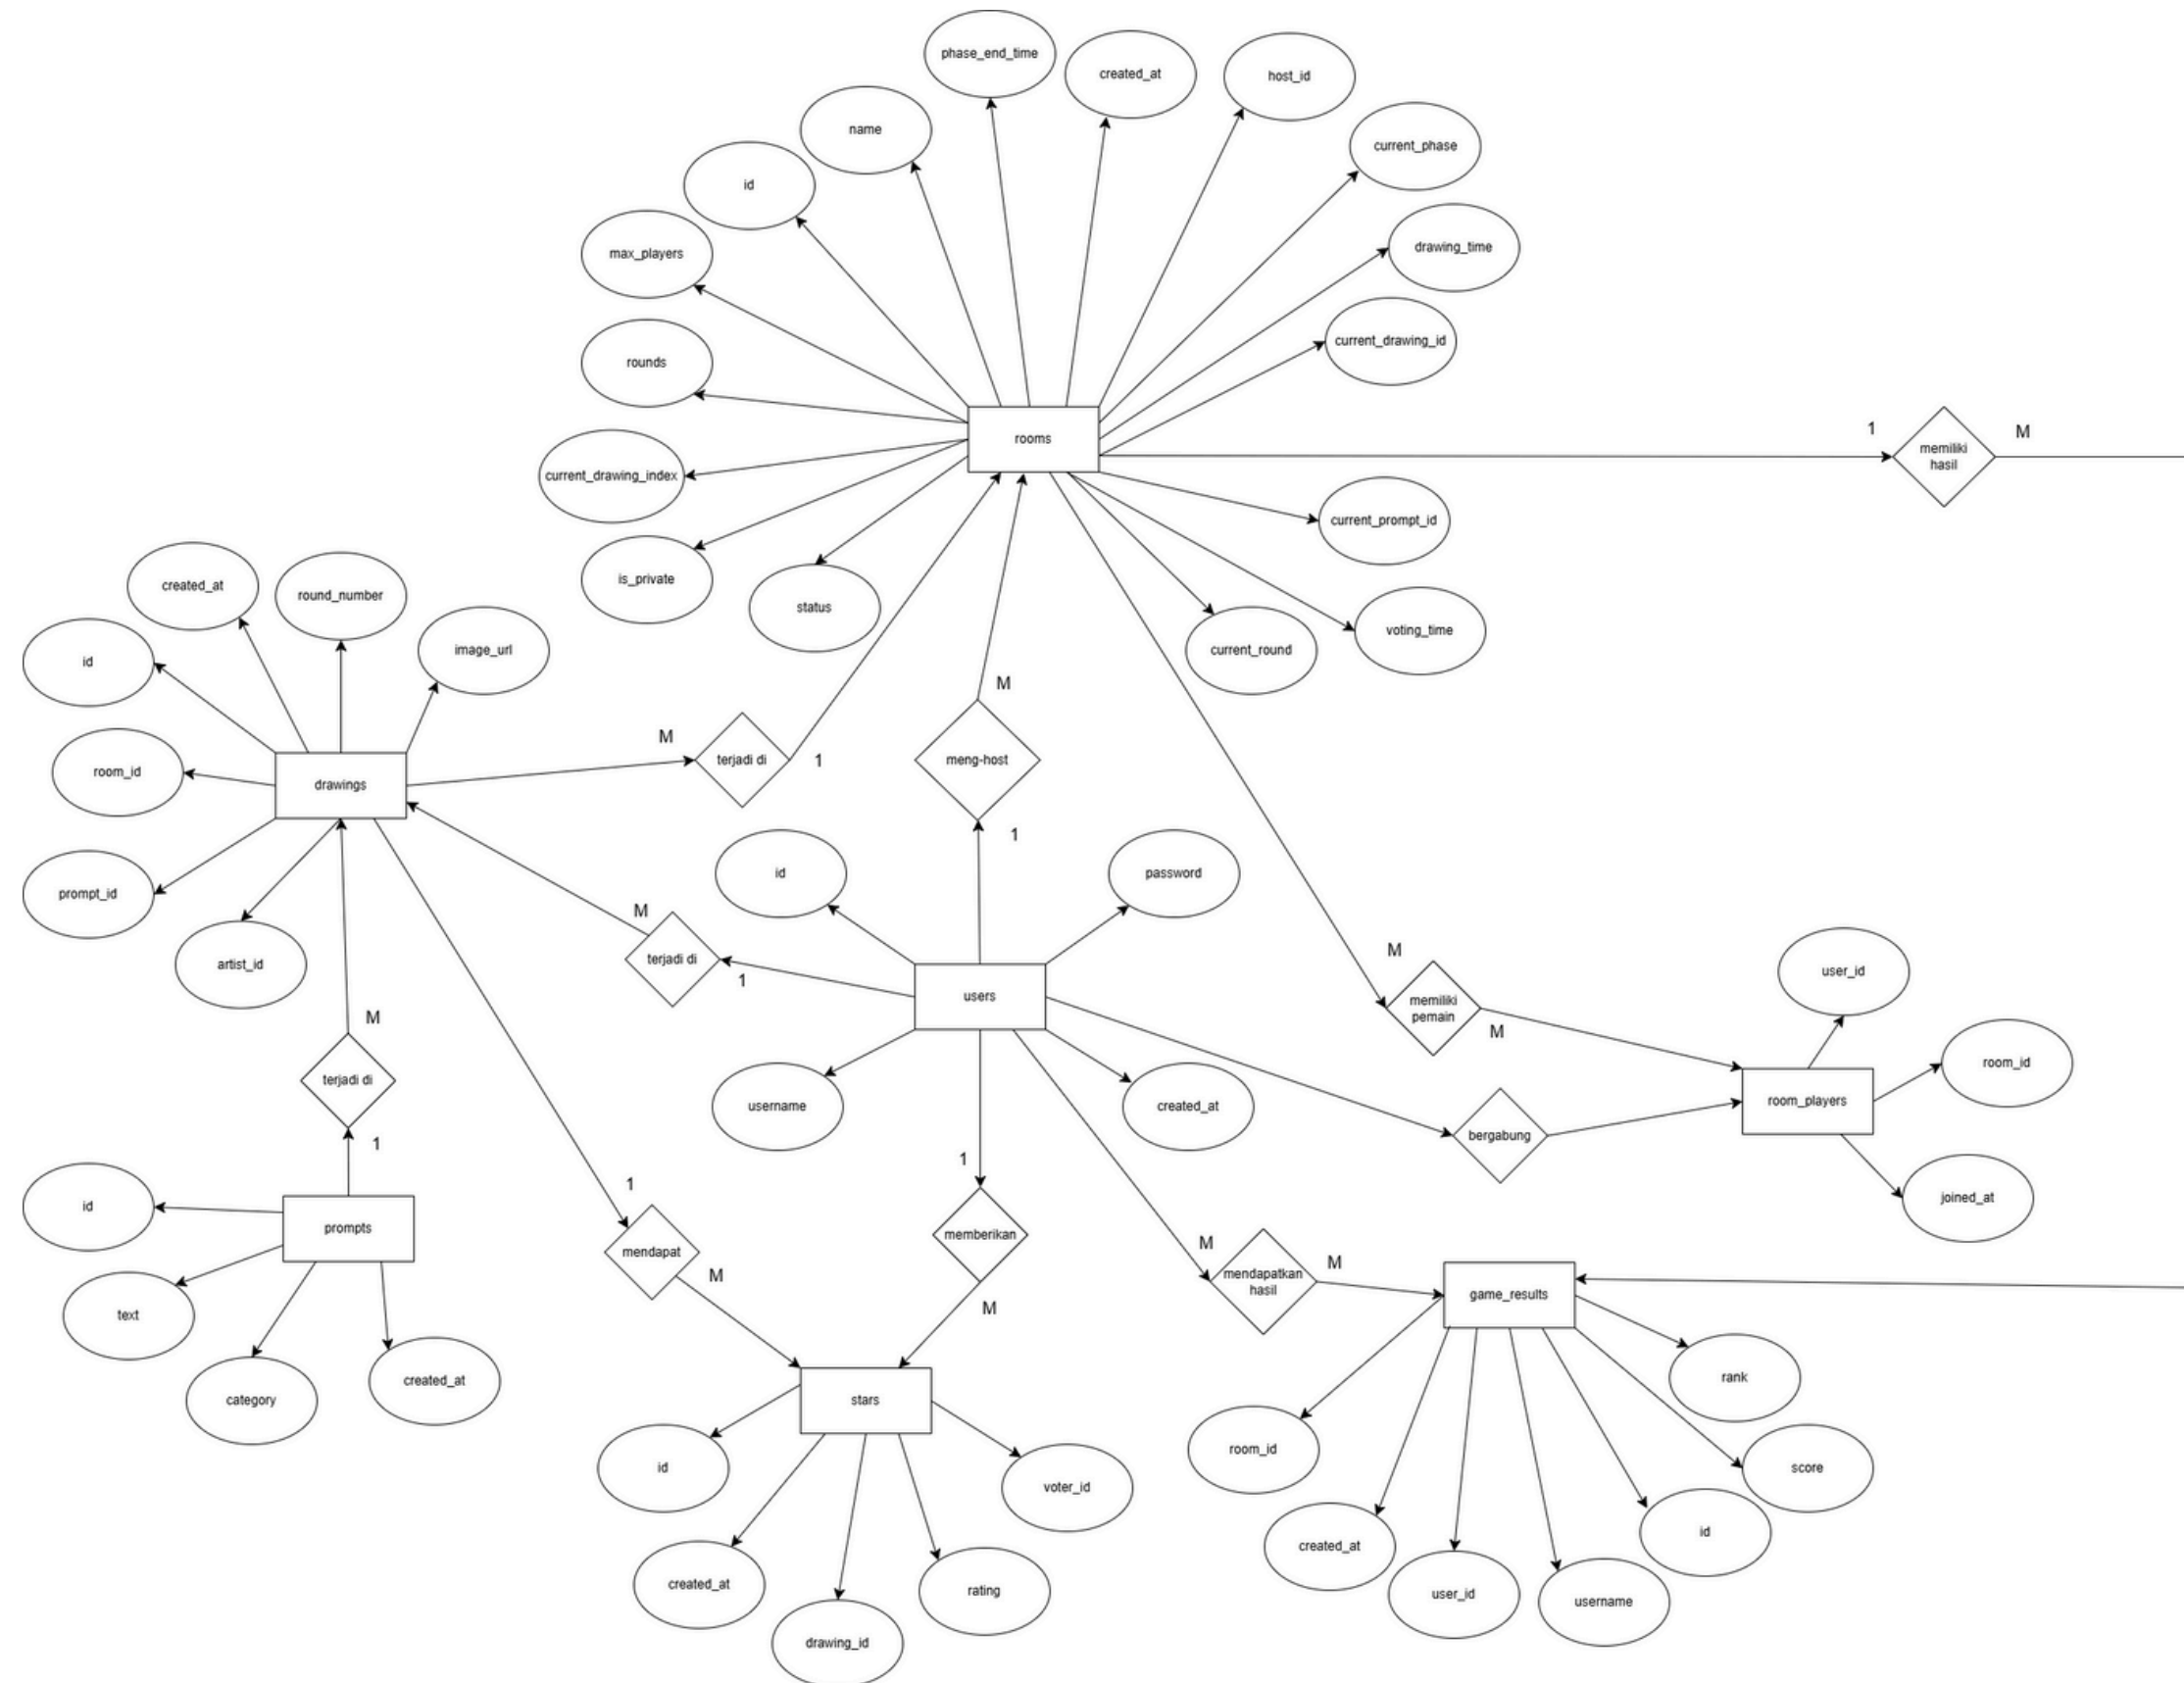 phase_end_time
created_at
host_id
name
current_phase
id
max_players
drawing_time
current_drawing_id
rounds
rooms
1
M
memiliki
hasil
current_drawing_index
current_prompt_id
is_private
status
voting_time
current_round
created_at
round_number
image_url
id
room_id
drawings
M
terjadi di
1
M
meng-host
1
prompt_id
artist_id
id
password
M
terjadi di
1
users
M
memiliki
pemain
M
user_id
room_id
room_players
joined_at
username
created_at
bergabung
M
terjadi di
1
id
prompts
text
category
created_at
1
mendapat
M
1
memberikan
M
M
mendapatkan
hasil
M
game_results
rank
score
room_id
created_at
user_id
username
id
stars
id
voter_id
created_at
rating
drawing_id